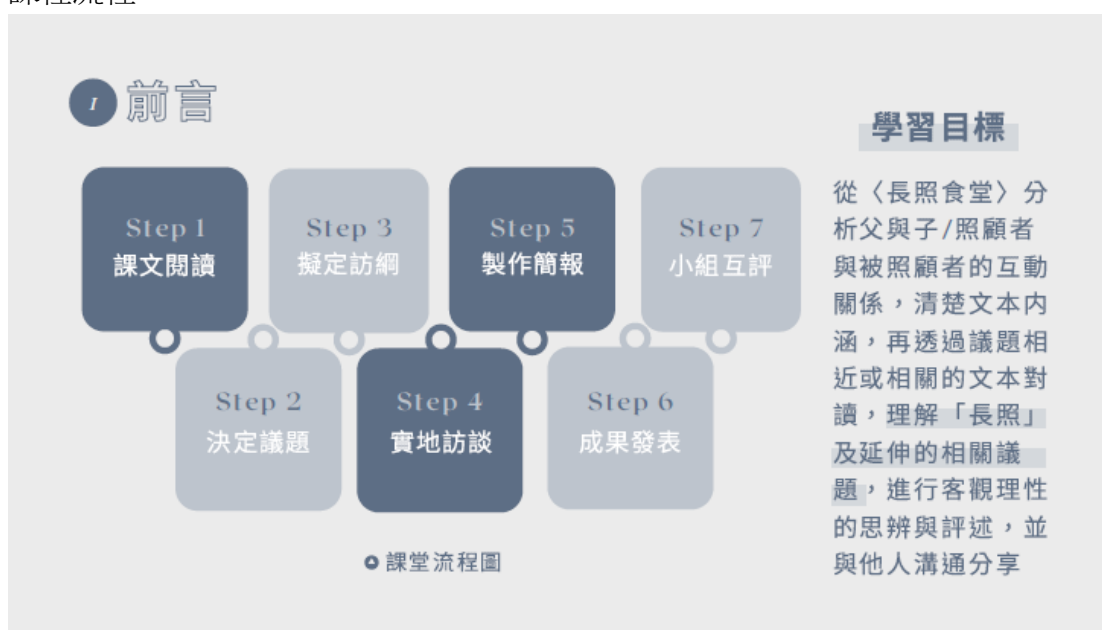 課程流程
I 前言
Step 1
課文閱讀
Step 2
決定議題
Step 3
擬定訪綱
Step 4
實地訪談
Step 5
製作簡報
Step 6
成果發表
Step 7
小組互評
課堂流程圖
學習目標
從〈長照食堂〉分
析父與子/照顧者
與被照顧者的互動
關係，清楚文本內
涵，再透過議題相
近或相關的文本對
讀，理解「長照」
及延伸的相關議
題，進行客觀理性
的思辨與評述，並
與他人溝通分享